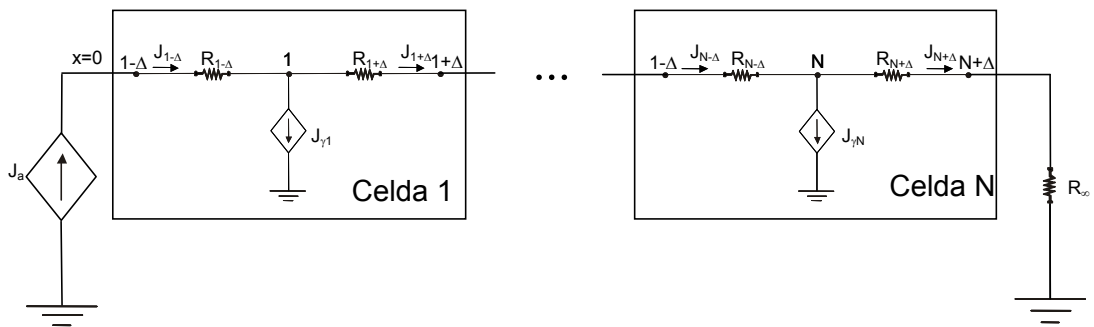 x=0
1-Δ
J1-Δ
R1-Δ
1
R1+Δ
J1+Δ
1+Δ
Jγ1
Ja
Celda 1
...
1-Δ
JN-Δ
RN-Δ
N
RN+Δ
JN+Δ
N+Δ
JγN
Celda N
R∞